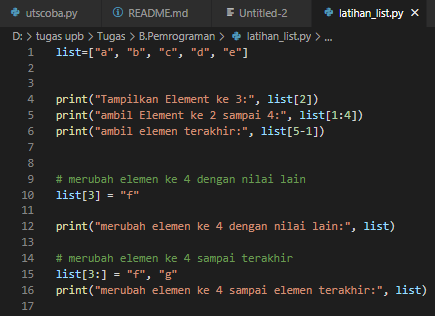 utscoba.py README.md Untitled-2 latihan_list.py
D: > tugas upb > Tugas > B.Pemrograman > latihan_list.py > ...
1 list=["a", "b", "c", "d", "e"]
2
3
4 print("Tampilkan Element ke 3:", list[2])
5 print("ambil Element ke 2 sampai 4:", list[1:4])
6 print("ambil elemen terakhir:", list[5-1])
7
8
9 # merubah elemen ke 4 dengan nilai lain
10 list[3] = "f"
11
12 print("merubah elemen ke 4 dengan nilai lain:", list)
13
14 # merubah elemen ke 4 sampai terakhir
15 list[3:] = "f", "g"
16 print("merubah elemen ke 4 sampai elemen terakhir:", list)
17